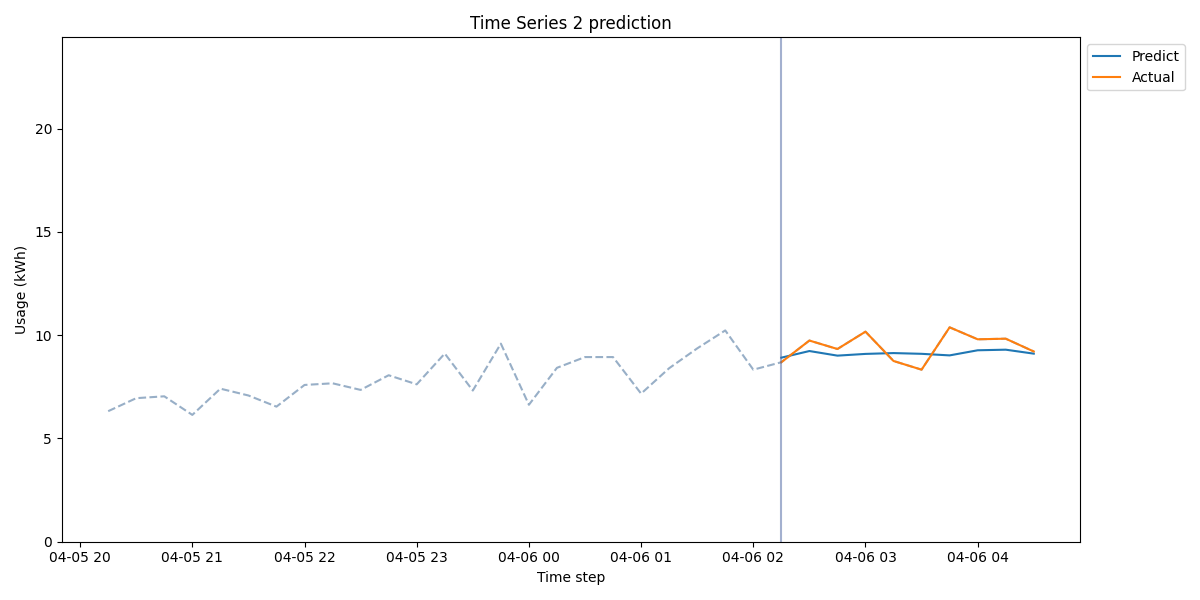 Time Series 2 prediction
Predict
Actual
Usage (kWh)
20
15
10
5
0
04-05 20
04-05 21
04-05 22
04-05 23
04-06 00
04-06 01
04-06 02
04-06 03
04-06 04
Time step